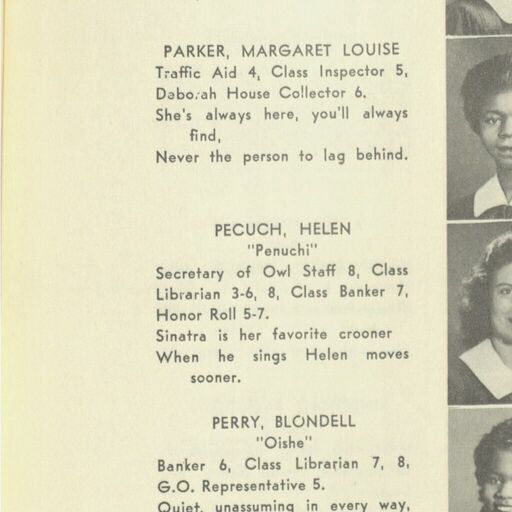 PARKER, MARGARET LOUISE
Traffic Aid 4, Class Inspector 5,
Daborah House Collector 6.
She's always here, you'll always
find,
Never the person to lag behind.
PECUCH, HELEN
"Penuchi"
Secretary of Owl Staff 8, Class
Librarian 3-6, 8, Class Banker 7,
Honor Roll 5-7.
Sinatra is her favorite crooner
When he sings Helen moves
sooner.
PERRY, BLONDELL
"Oishe"
Banker 6, Class Librarian 7, 8,
G.O. Representative 5.
Quiet, unassuming in every way,